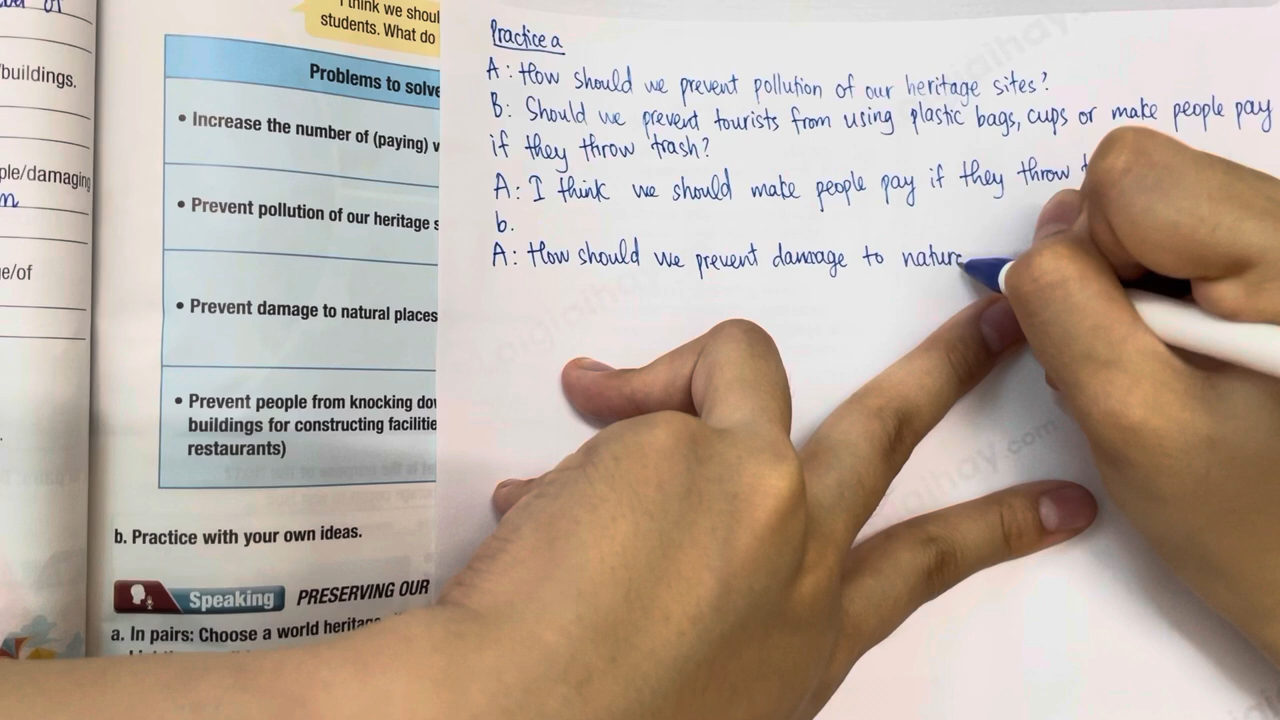 /buildings.
ple/damaging
e/of
think we shoul
students. What do
Problems to solve
• Increase the number of (paying) v
• Prevent pollution of our heritage s
• Prevent damage to natural places
• Prevent people from knocking dov
buildings for constructing facilitie
restaurants)
b. Practice with your own ideas.
Speaking PRESERVING OUR
a. In pairs: Choose a world heritag
Practice a
A: How should we prevent pollution of our heritage sites?
B: Should we prevent tourists from using plastic bags, cups or make people pay
if they throw trash?
A: I think we should make people pay if they throw t
b.
A: How should we prevent damage to nature